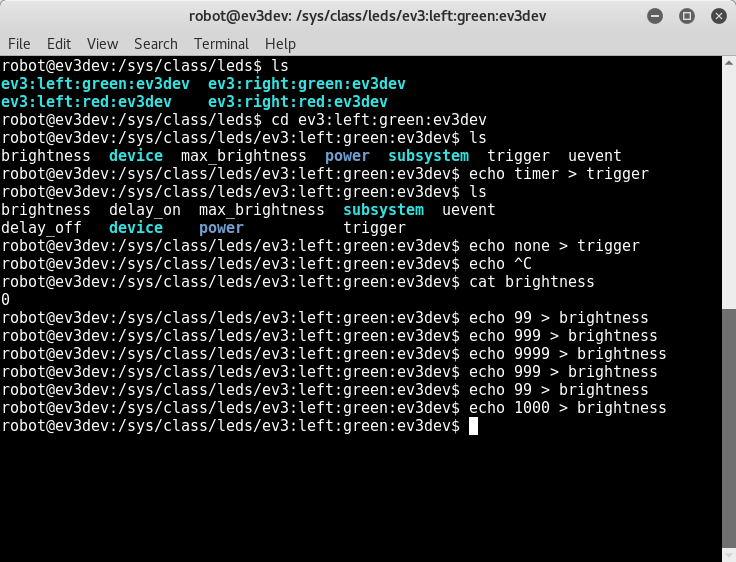 robot@ev3dev: /sys/class/leds/ev3:left:green:ev3dev
File Edit View Search Terminal Help
robot@ev3dev:/sys/class/leds$ ls
ev3:left:green:ev3dev  ev3:right:green:ev3dev
ev3:left:red:ev3dev    ev3:right:red:ev3dev
robot@ev3dev:/sys/class/leds$ cd ev3:left:green:ev3dev
robot@ev3dev:/sys/class/leds/ev3:left:green:ev3dev$ ls
brightness  device  max_brightness  power  subsystem  trigger  uevent
robot@ev3dev:/sys/class/leds/ev3:left:green:ev3dev$ echo timer > trigger
robot@ev3dev:/sys/class/leds/ev3:left:green:ev3dev$ ls
brightness  delay_on  max_brightness  subsystem  uevent
delay_off   device    power           trigger
robot@ev3dev:/sys/class/leds/ev3:left:green:ev3dev$ echo none > trigger
robot@ev3dev:/sys/class/leds/ev3:left:green:ev3dev$ echo ^C
robot@ev3dev:/sys/class/leds/ev3:left:green:ev3dev$ cat brightness
0
robot@ev3dev:/sys/class/leds/ev3:left:green:ev3dev$ echo 99 > brightness
robot@ev3dev:/sys/class/leds/ev3:left:green:ev3dev$ echo 999 > brightness
robot@ev3dev:/sys/class/leds/ev3:left:green:ev3dev$ echo 9999 > brightness
robot@ev3dev:/sys/class/leds/ev3:left:green:ev3dev$ echo 999 > brightness
robot@ev3dev:/sys/class/leds/ev3:left:green:ev3dev$ echo 99 > brightness
robot@ev3dev:/sys/class/leds/ev3:left:green:ev3dev$ echo 1000 > brightness
robot@ev3dev:/sys/class/leds/ev3:left:green:ev3dev$